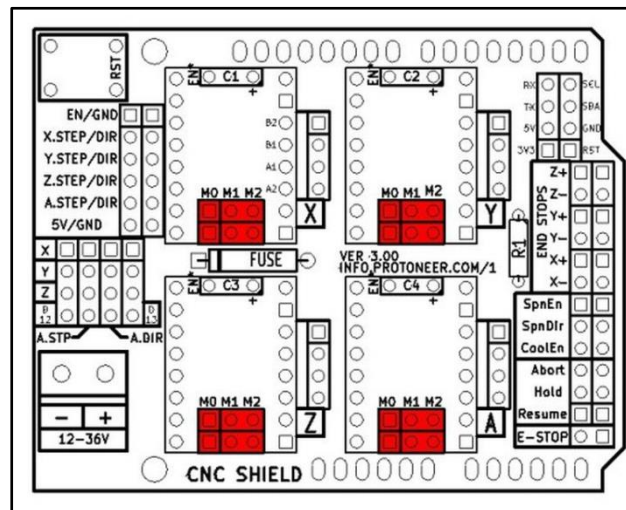 RST
EN/GND
X.STEP/DIR
Y.STEP/DIR
Z.STEP/DIR
A.STEP/DIR
5V/GND
X
Y
Z
D 12
D 13
A.STP
A.DIR
- +
12-36V
EN*
C1
+
B2
B1
A1
A2
M0 M1 M2
X
EN*
C2
+
M0 M1 M2
Y
FUSE
VER 3.00
INFO.PROTONEER.COM/1
R1
EN*
C3
+
M0 M1 M2
Z
EN*
C4
+
M0 M1 M2
A
CNC SHIELD
RX SCL
TX SDA
5V GND
3V3 RST
END STOPS
Z+
Z-
Y+
Y-
X+
X-
SpnEn
SpnDir
CoolEn
Abort
Hold
Resume
E-STOP